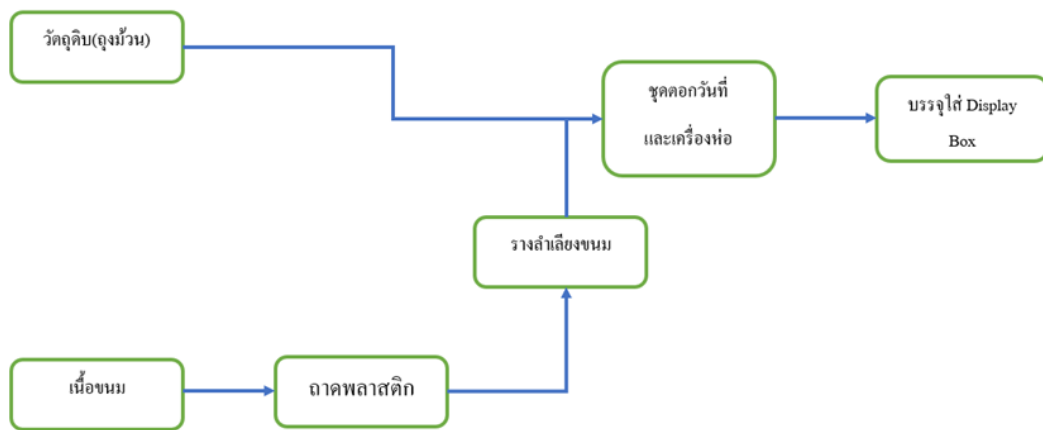 วัตถุดิบ(ถุงม้วน)
ชุดตอกวันที่
และเครื่องห่อ
บรรจุใส่ Display
Box
รางลำเลียงขนม
เนื้อขนม
ถาดพลาสติก